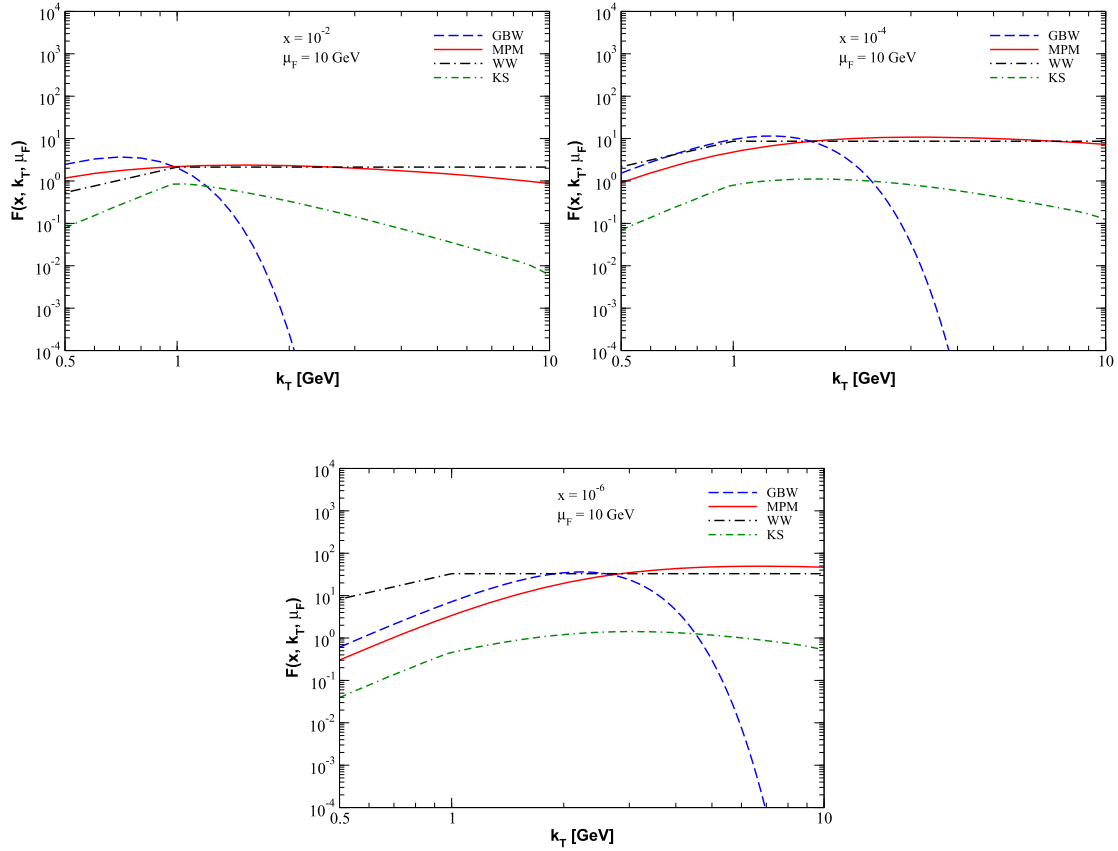 x = 10^-2
μ_F = 10 GeV
GBW
MPM
WW
KS
10^4
10^3
10^2
10^1
10^0
10^-1
10^-2
10^-3
10^-4
0.5
1
10
F(x, k_T, μ_F)
k_T [GeV]
x = 10^-4
μ_F = 10 GeV
GBW
MPM
WW
KS
10^4
10^3
10^2
10^1
10^0
10^-1
10^-2
10^-3
10^-4
0.5
1
10
F(x, k_T, μ_F)
k_T [GeV]
x = 10^-6
μ_F = 10 GeV
GBW
MPM
WW
KS
10^4
10^3
10^2
10^1
10^0
10^-1
10^-2
10^-3
10^-4
0.5
1
10
F(x, k_T, μ_F)
k_T [GeV]